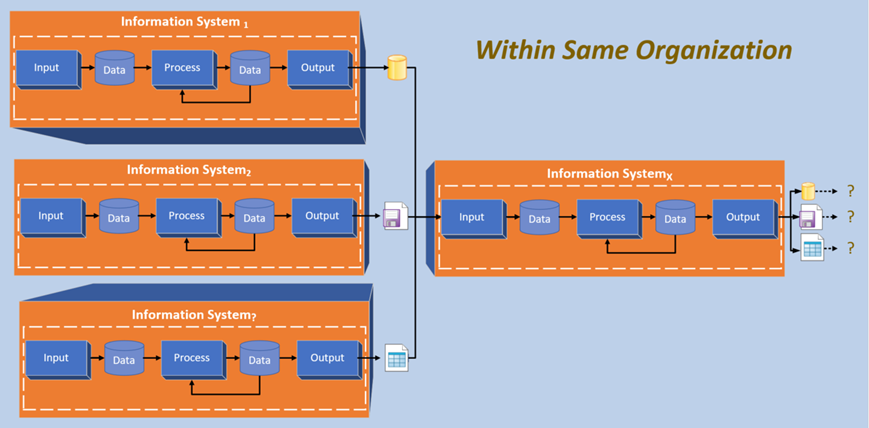 Information System 1
Input Data Process Data Output
Within Same Organization
Information System2
Input Data Process Data Output
Information Systemx
Input Data Process Data Output
?
?
?
Information System?
Input Data Process Data Output